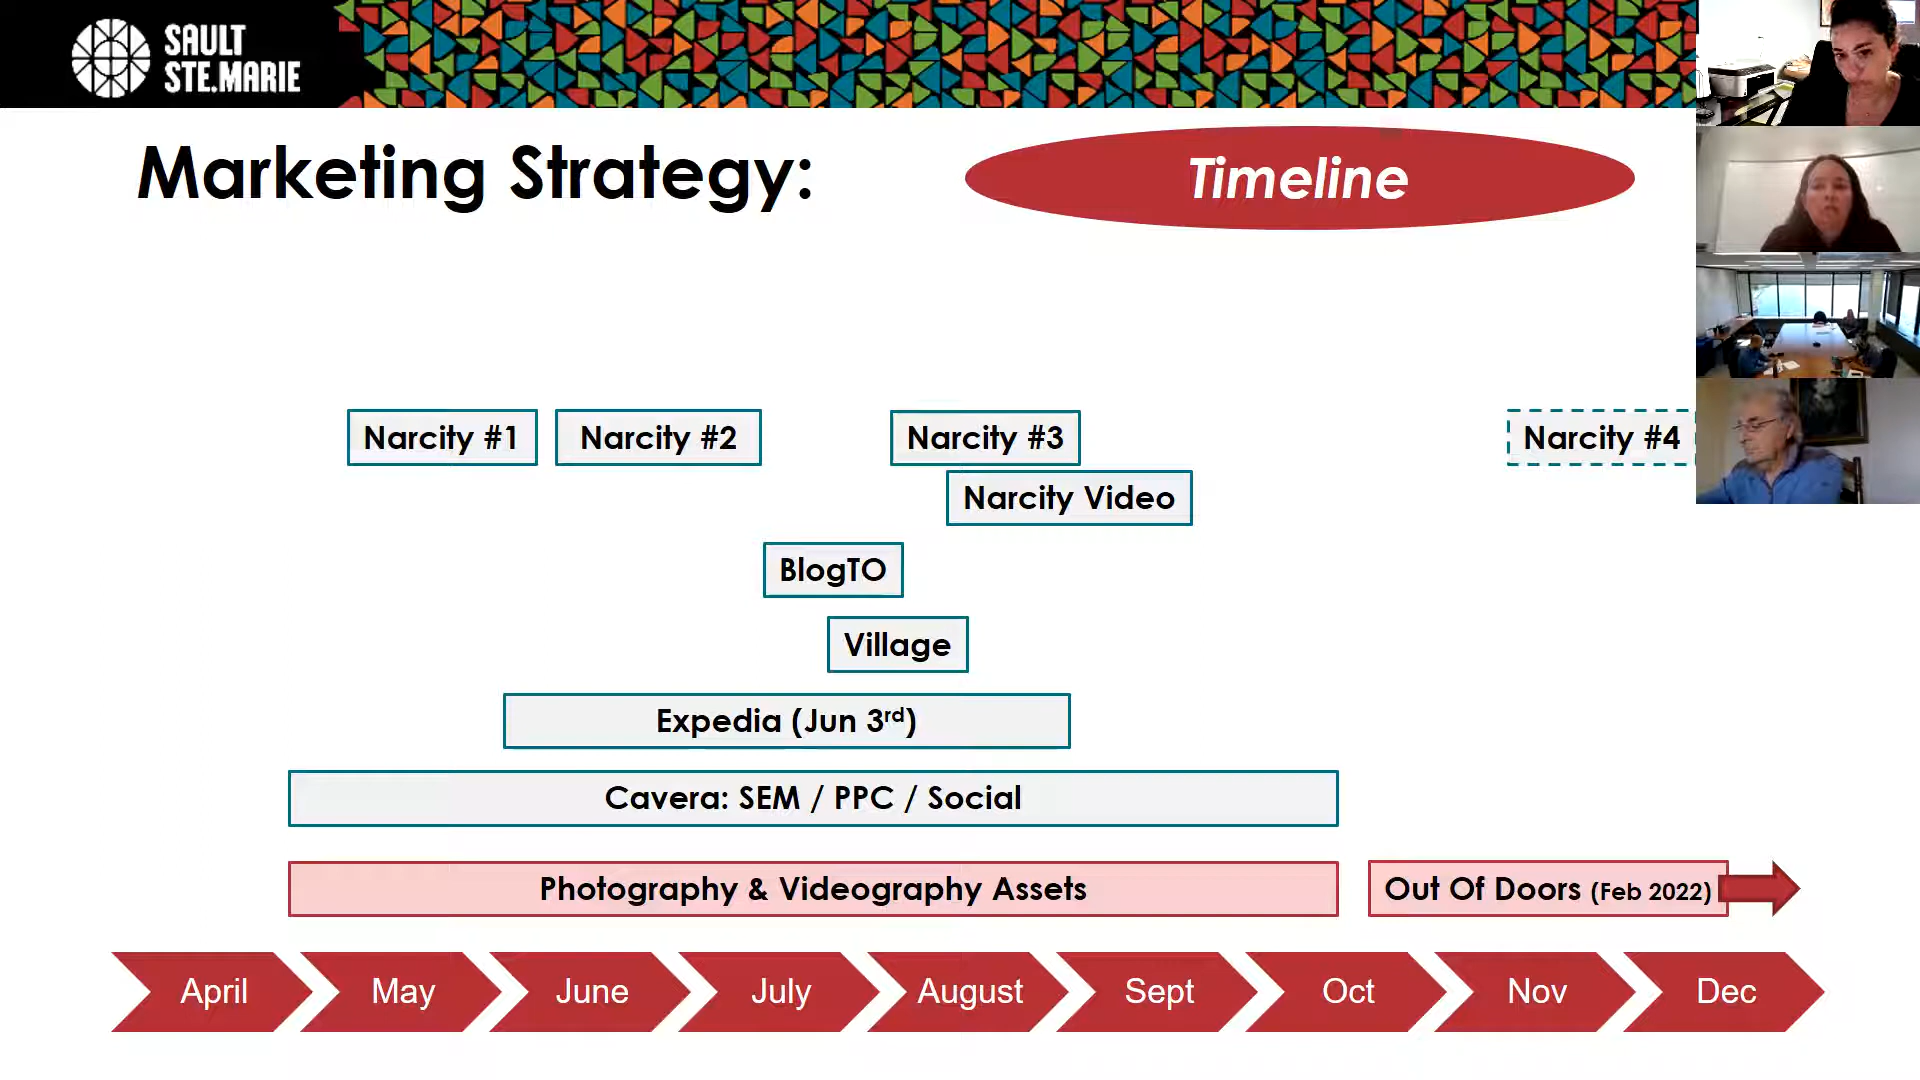 SAULT
STE.MARIE
Marketing Strategy:
Timeline
Narcity #1
Narcity #2
Narcity #3
Narcity #4
Narcity Video
BlogTO
Village
Expedia (Jun 3rd)
Cavera: SEM / PPC / Social
Photography & Videography Assets
Out Of Doors (Feb 2022)
April
May
June
July
August
Sept
Oct
Nov
Dec